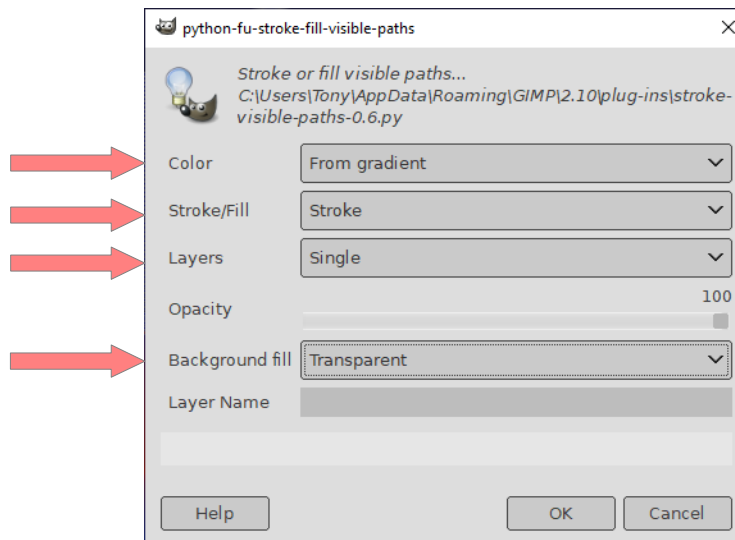 python-fu-stroke-fill-visible-paths
Stroke or fill visible paths...
C:\Users\Tony\AppData\Roaming\GIMP\2.10\plug-ins\stroke-
visible-paths-0.6.py
Color From gradient
Stroke/Fill Stroke
Layers Single
100
Opacity
Background fill Transparent
Layer Name
Help OK Cancel